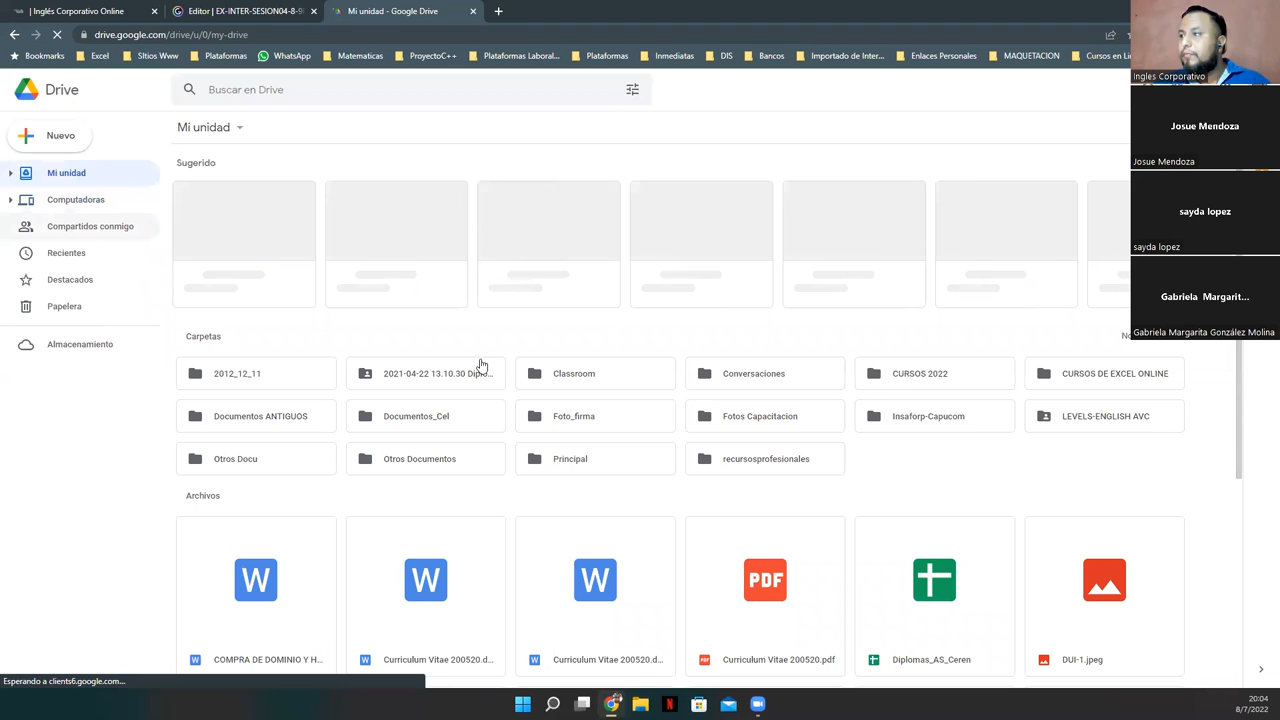 | Inglés Corporativo Online
Editor | EX-INTER-SESION04-8-9
Mi unidad - Google Drive
drive.google.com/drive/u/0/my-drive
Bookmarks
Excel
SItios Www
Plataformas
WhatsApp
Matematicas
ProyectoC++
Plataformas Laboral...
Plataformas
Inmediatas
DIS
Bancos
Importado de Inter...
Enlaces Personales
MAQUETACION
Cursos en Li
Drive
Buscar en Drive
Nuevo
Mi unidad
Computadoras
Compartidos conmigo
Recientes
Destacados
Papelera
Almacenamiento
Mi unidad
Sugerido
Carpetas
No
2012_12_11
2021-04-22 13.10.30 Diplo...
Classroom
Conversaciones
CURSOS 2022
CURSOS DE EXCEL ONLINE
Documentos ANTIGUOS
Documentos_Cel
Foto_firma
Fotos Capacitacion
Insaforp-Capucom
LEVELS-ENGLISH AVC
Otros Docu
Otros Documentos
Principal
recursosprofesionales
Archivos
W
W
W
PDF
COMPRA DE DOMINIO Y H...
Curriculum Vitae 200520.d...
Curriculum Vitae 200520.d...
Curriculum Vitae 200520.pdf
Diplomas_AS_Ceren
DUI-1.jpeg
Esperando a clients6.google.com...
Ingles Corporativo
Josue Mendoza
Josue Mendoza
sayda lopez
sayda lopez
Gabriela Margarit...
Gabriela Margarita González Molina
20:04
8/7/2022